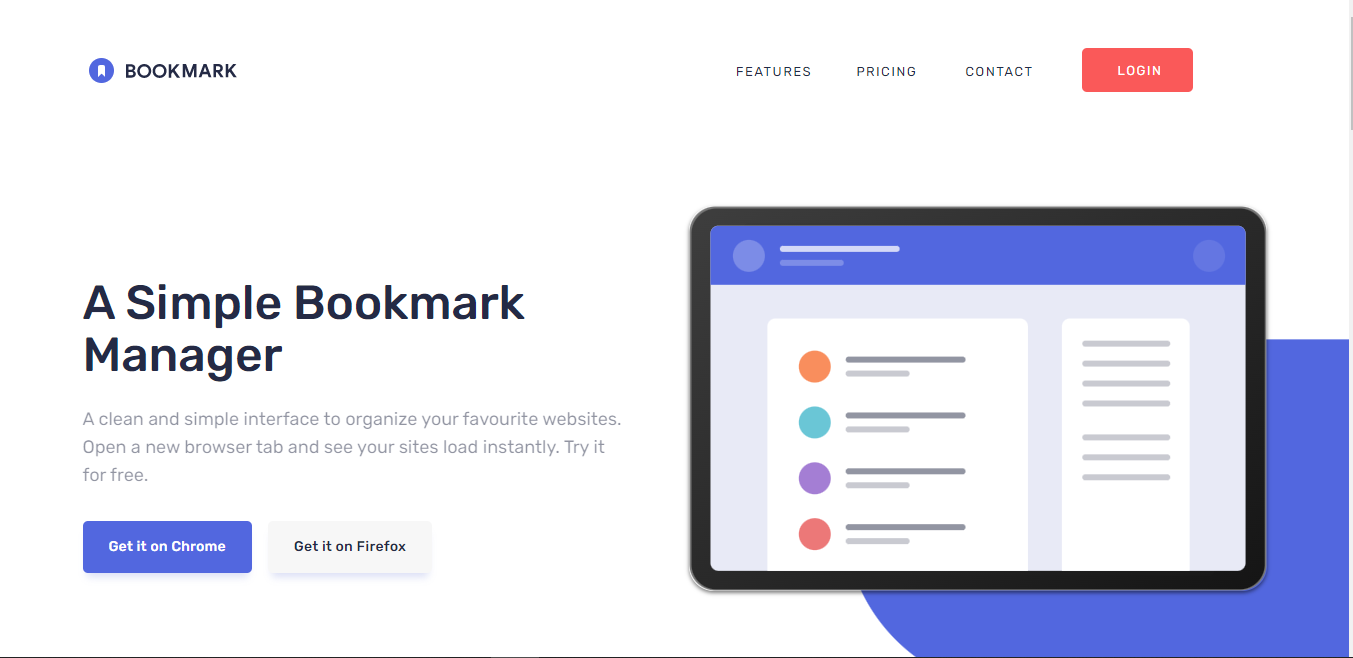 BOOKMARK
FEATURES PRICING CONTACT LOGIN
A Simple Bookmark
Manager
A clean and simple interface to organize your favourite websites.
Open a new browser tab and see your sites load instantly. Try it
for free.
Get it on Chrome Get it on Firefox